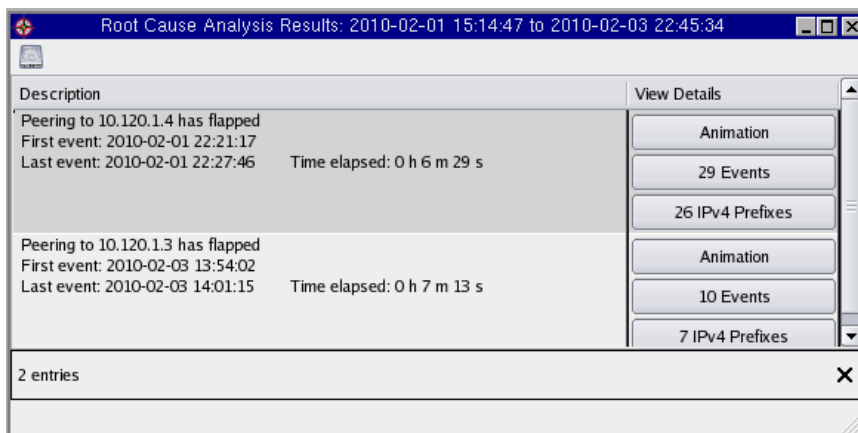 Root Cause Analysis Results: 2010-02-01 15:14:47 to 2010-02-03 22:45:34
Description
View Details
Peering to 10.120.1.4 has flapped
First event: 2010-02-01 22:21:17
Last event: 2010-02-01 22:27:46 Time elapsed: 0 h 6 m 29 s
Animation
29 Events
26 IPv4 Prefixes
Peering to 10.120.1.3 has flapped
First event: 2010-02-03 13:54:02
Last event: 2010-02-03 14:01:15 Time elapsed: 0 h 7 m 13 s
Animation
10 Events
7 IPv4 Prefixes
2 entries